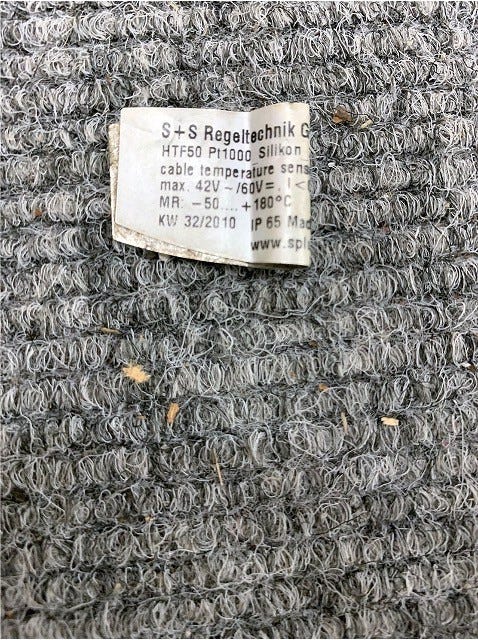 S+S Regeltechnik G
HTF50 Pt1000 Silikon
cable temperature sens
max. 42V ~/60V=, I <
MR: -50....+180°C
KW 32/2010 IP 65 Mad
www.spl